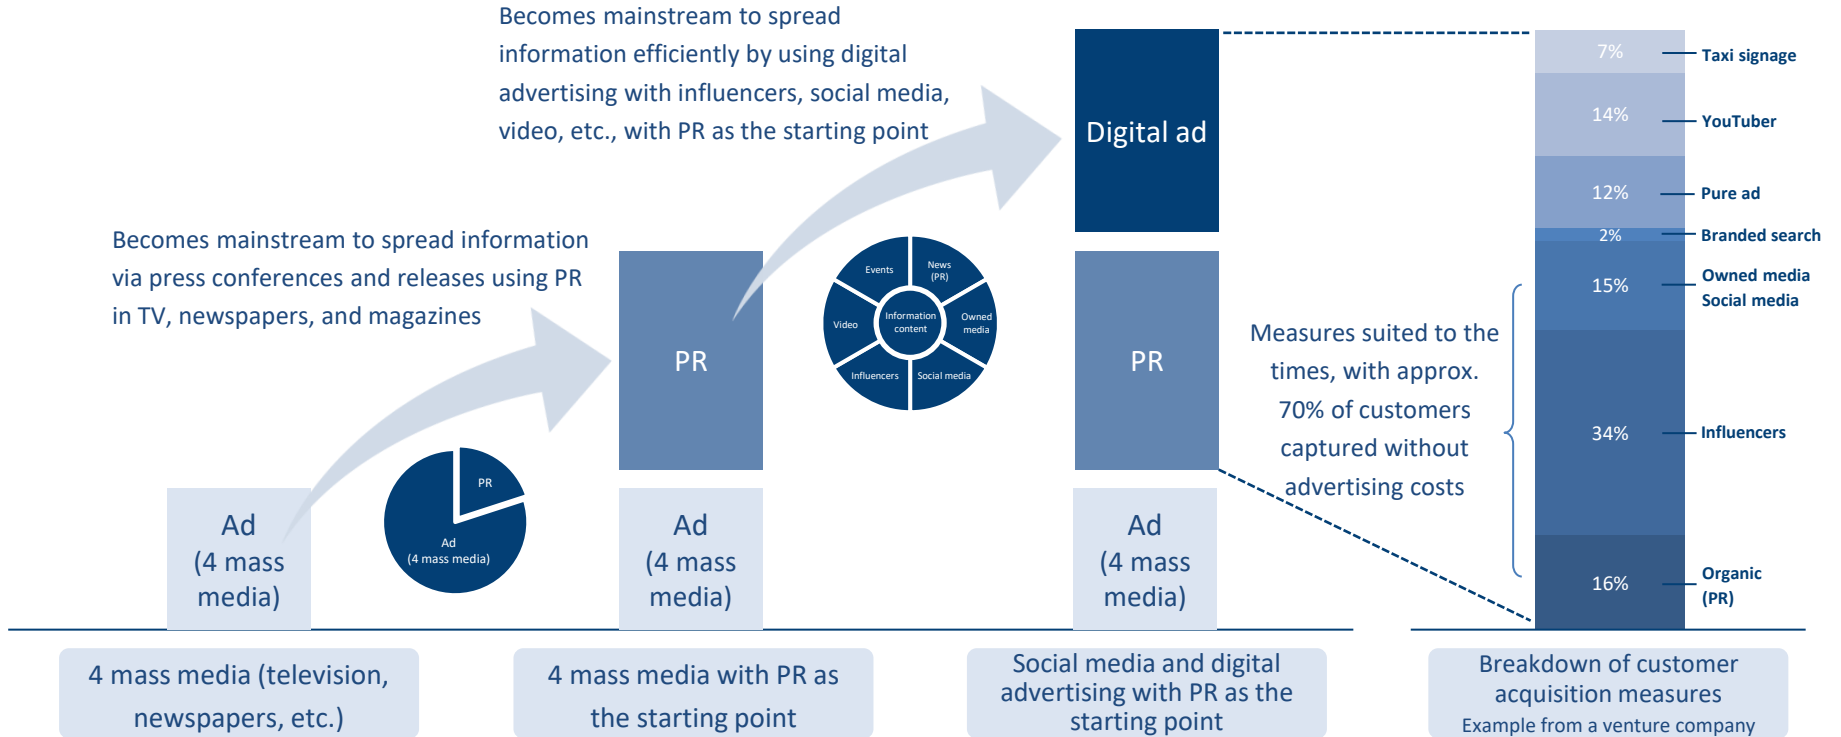 Becomes mainstream to spread
information efficiently by using digital
advertising with influencers, social media,
video, etc., with PR as the starting point
Becomes mainstream to spread information
via press conferences and releases using PR
in TV, newspapers, and magazines
Ad
(4 mass
media)
PR
Ad
(4 mass media)
PR
Ad
(4 mass
media)
Events
News
(PR)
Video
Information
content
Owned
media
Influencers
Social media
Digital ad
PR
Ad
(4 mass
media)
Measures suited to the
times, with approx.
70% of customers
captured without
advertising costs
7%
Taxi signage
14%
YouTuber
12%
Pure ad
2%
Branded search
15%
Owned media
Social media
34%
Influencers
16%
Organic
(PR)
4 mass media (television,
newspapers, etc.)
4 mass media with PR as
the starting point
Social media and digital
advertising with PR as the
starting point
Breakdown of customer
acquisition measures
Example from a venture company